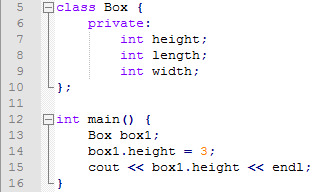 5 class Box {
6 private:
7 int height;
8 int length;
9 int width;
10 };
11
12 int main() {
13 Box box1;
14 box1.height = 3;
15 cout << box1.height << endl;
16 }